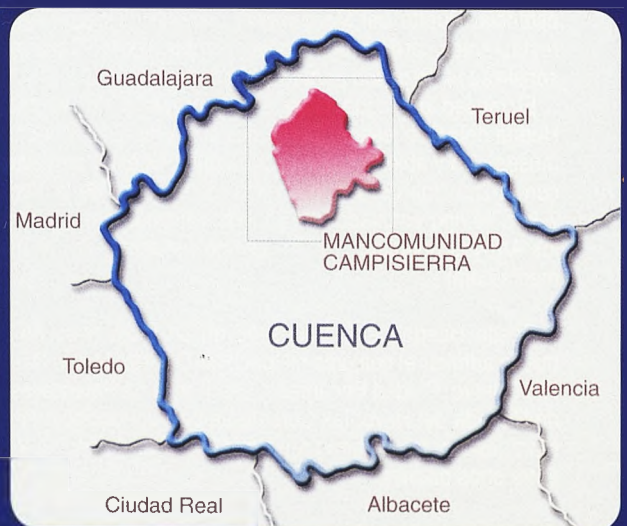 Guadalajara
Teruel
Madrid
MANCOMUNIDAD
CAMPISIERRA
CUENCA
Toledo
Valencia
Ciudad Real
Albacete